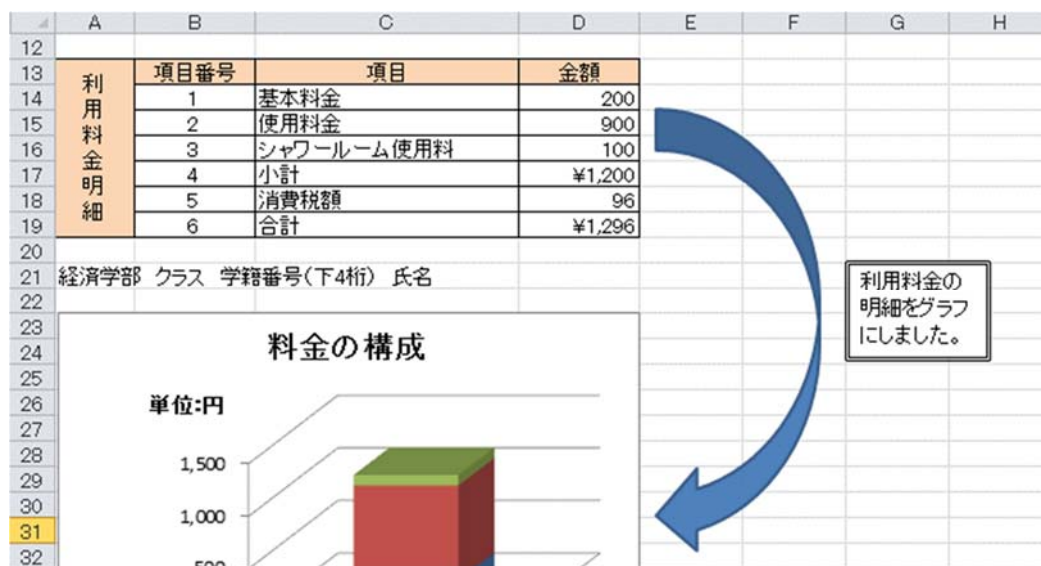 A B C D E F G H
12
13 項目番号 項目 金額
14 1 基本料金 200
15 2 使用料金 900
16 3 シャワールーム使用料 100
17 4 小計 ¥1,200
18 5 消費税額 96
19 6 合計 ¥1,296
利用料金明細
20
21 経済学部 クラス 学籍番号(下4桁) 氏名
22
23
24
25
26
27
28
29
30
31
32
利用料金の
明細をグラフ
にしました。
料金の構成
単位:円
1,500
1,000
500